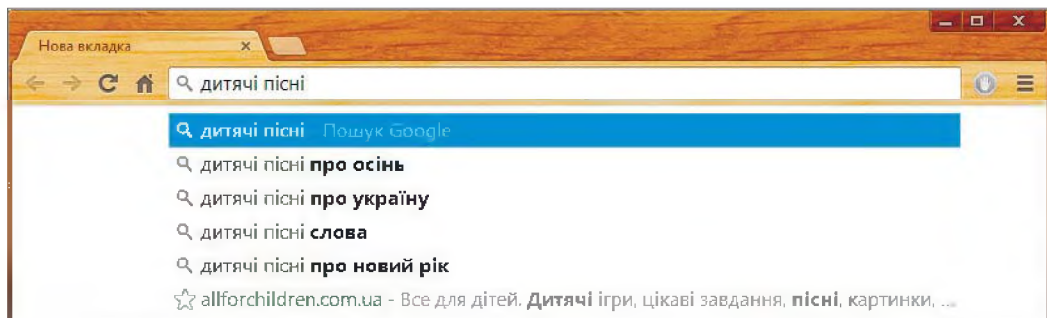 Нова вкладка
дитячі пісні
дитячі пісні - Пошук Google
дитячі пісні про осінь
дитячі пісні про україну
дитячі пісні слова
дитячі пісні про новий рік
allforchildren.com.ua - Все для дітей. Дитячі ігри, цікаві завдання, пісні, картинки, ...